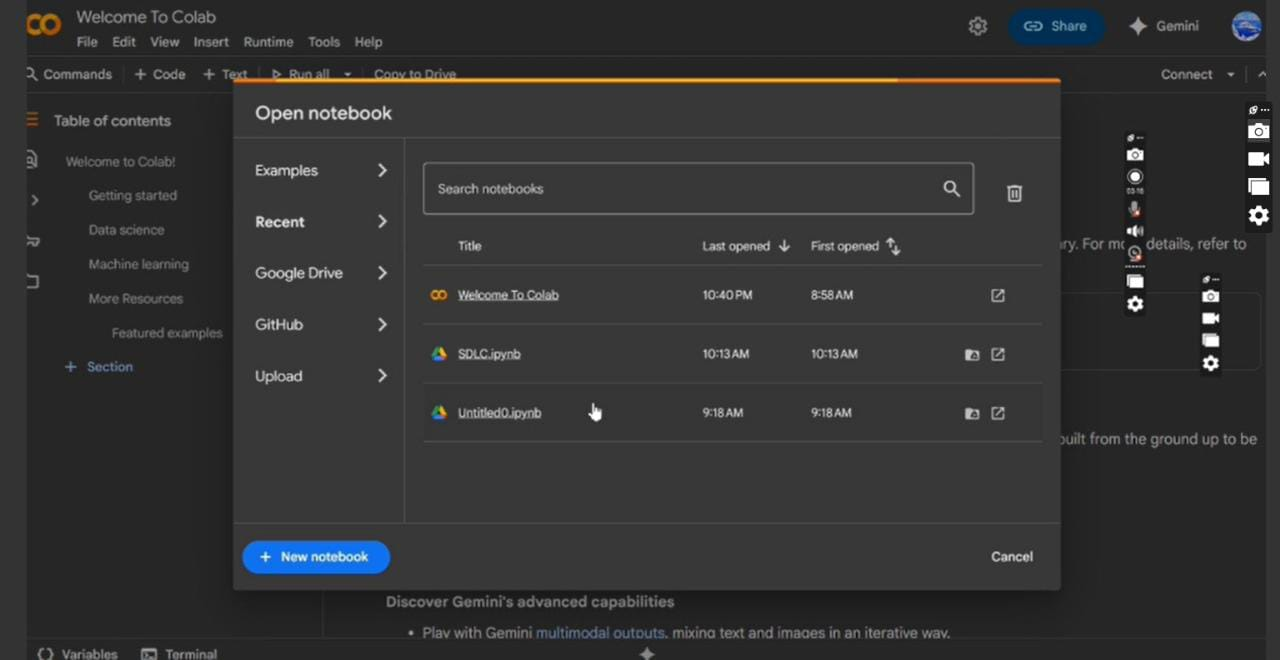 Welcome To Colab
File Edit View Insert Runtime Tools Help
Share
Gemini
Commands + Code + Text Run all Copy to Drive
Connect
Table of contents
Welcome to Colab!
Getting started
Data science
Machine learning
More Resources
Featured examples
+ Section
Open notebook
Examples
Recent
Google Drive
GitHub
Upload
Search notebooks
Title Last opened First opened
Welcome To Colab 10:40 PM 8:58 AM
SDLC.ipynb 10:13 AM 10:13 AM
Untitled0.ipynb 9:18 AM 9:18 AM
+ New notebook
Cancel
03:16
For details, refer to
built from the ground up to be
Discover Gemini's advanced capabilities
• Play with Gemini multimodal outputs, mixing text and images in an iterative way.
Variables Terminal